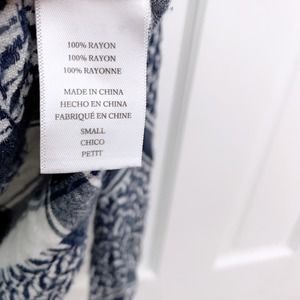 100% RAYON
100% RAYON
100% RAYONNE
MADE IN CHINA
HECHO EN CHINA
FABRIQUÉ EN CHINE
SMALL
CHICO
PETIT